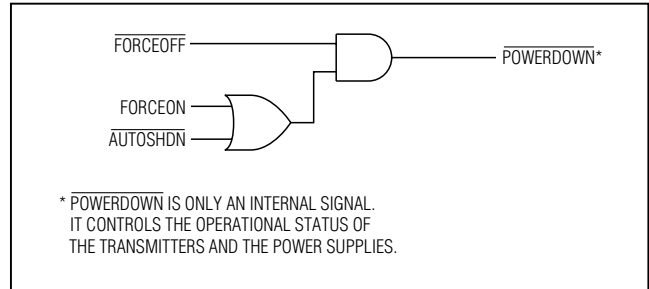 FORCEOFF
POWERDOWN*
FORCEON
AUTOSHDN
* POWERDOWN IS ONLY AN INTERNAL SIGNAL.
IT CONTROLS THE OPERATIONAL STATUS OF
THE TRANSMITTERS AND THE POWER SUPPLIES.